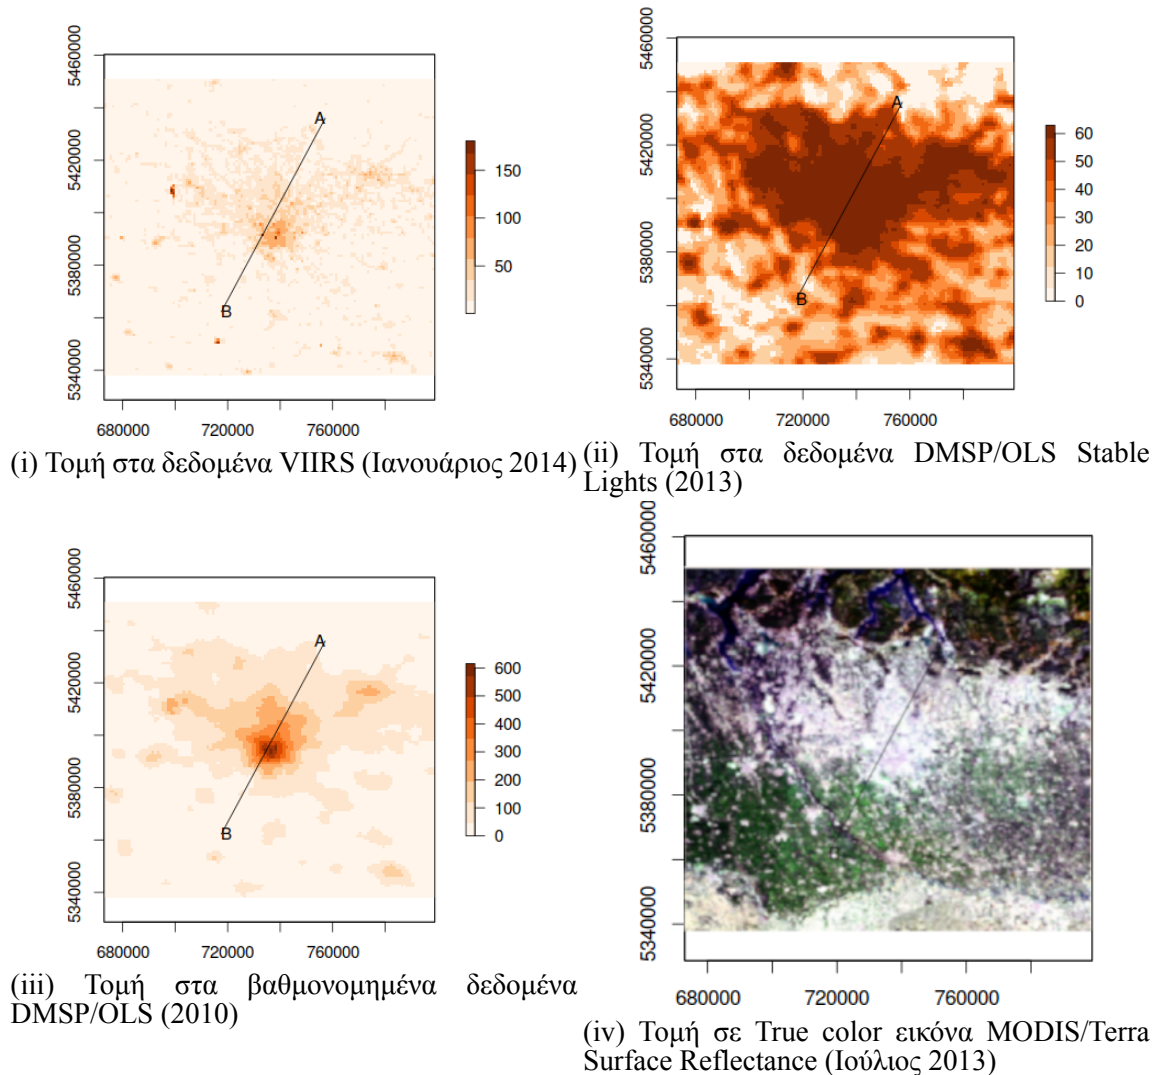 5460000
5420000
5380000
5340000
680000 720000 760000
A
B
150
100
50
(i) Τομή στα δεδομένα VIIRS (Ιανουάριος 2014)
5460000
5420000
5380000
5340000
680000 720000 760000
A
B
60
50
40
30
20
10
0
(ii) Τομή στα δεδομένα DMSP/OLS Stable
Lights (2013)
5460000
5420000
5380000
5340000
680000 720000 760000
A
B
600
500
400
300
200
100
0
(iii) Τομή στα βαθμονομημένα δεδομένα
DMSP/OLS (2010)
5460000
5420000
5380000
5340000
680000 720000 760000
(iv) Τομή σε True color εικόνα MODIS/Terra
Surface Reflectance (Ιούλιος 2013)